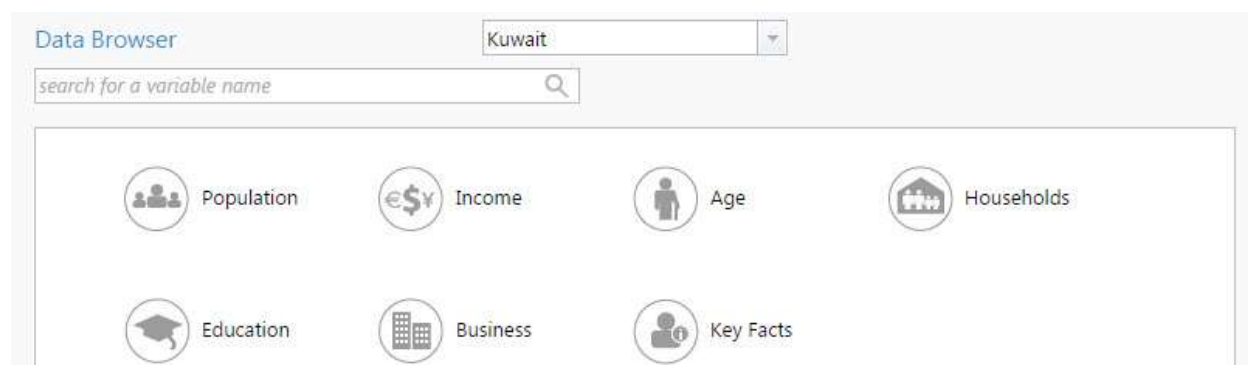 Data Browser
Kuwait
search for a variable name
Population
Income
Age
Households
Education
Business
Key Facts